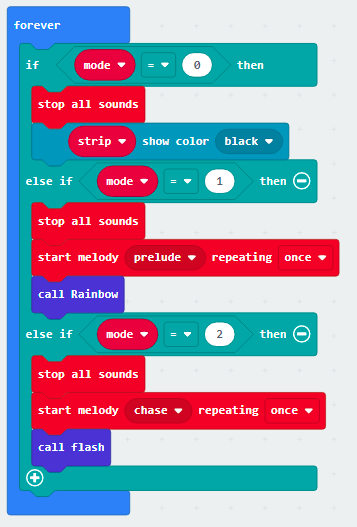 forever
if mode = 0 then
stop all sounds
strip show color black
else if mode = 1 then
stop all sounds
start melody prelude repeating once
call Rainbow
else if mode = 2 then
stop all sounds
start melody chase repeating once
call flash